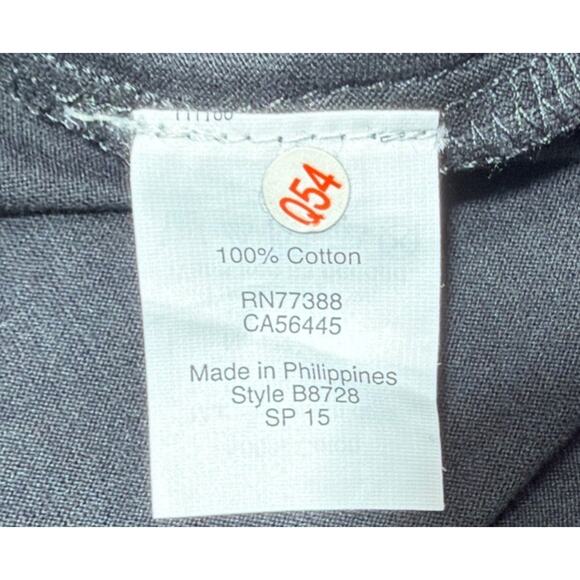 Q54
100% Cotton
RN77388
CA56445
Made in Philippines
Style B8728
SP 15